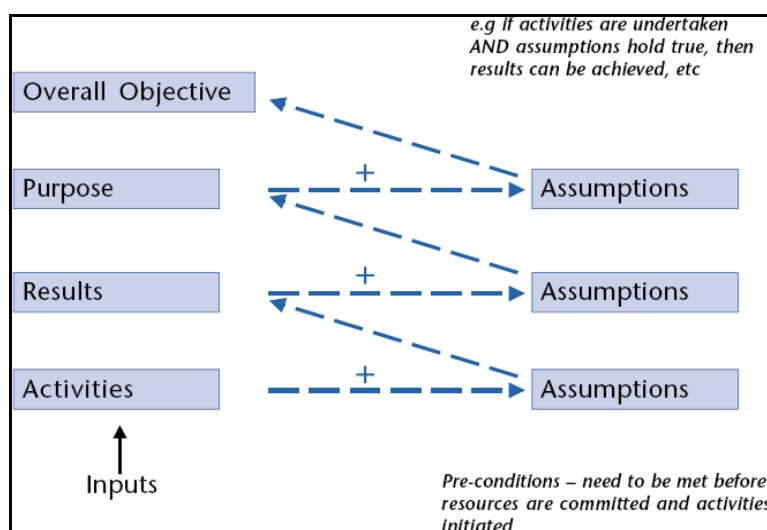 e.g if activities are undertaken
AND assumptions hold true, then
results can be achieved, etc
Overall Objective
+
Purpose
Assumptions
+
Results
Assumptions
+
Activities
Assumptions
Inputs
Pre-conditions – need to be met before
resources are committed and activities
initiated